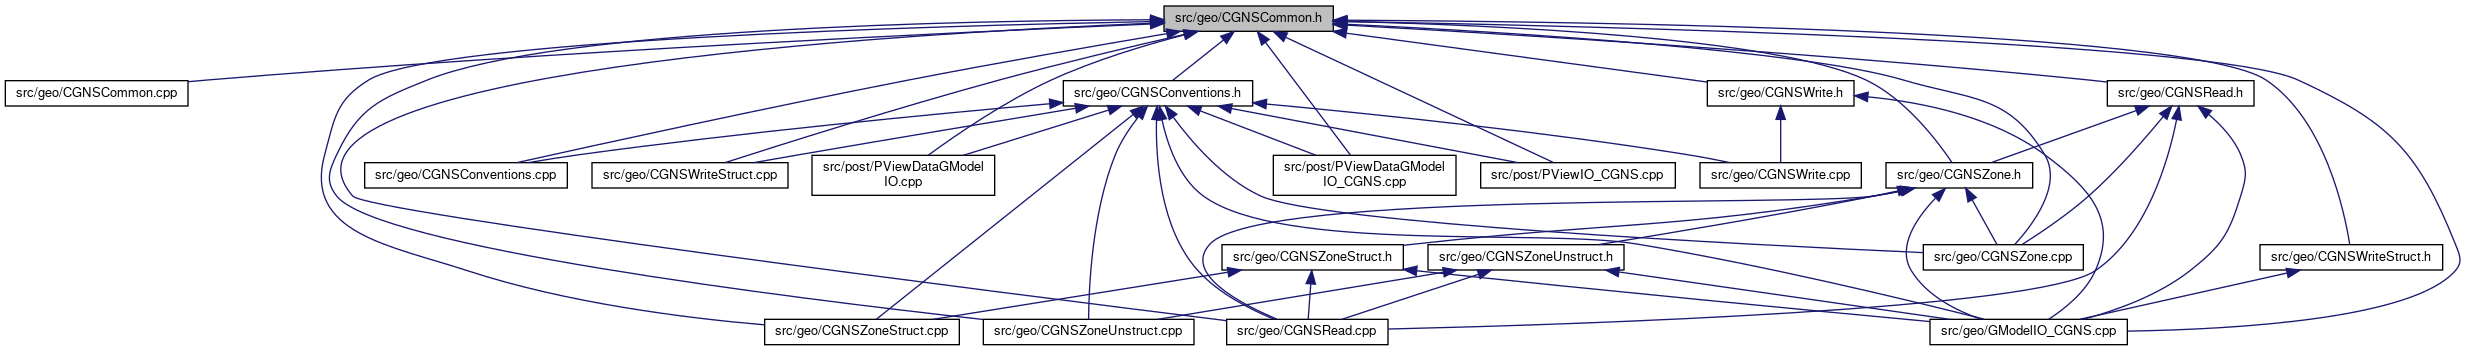 src/geo/CGNSCommon.h
src/geo/CGNSCommon.cpp
src/geo/CGNSConventions.h
src/geo/CGNSWrite.h
src/geo/CGNSRead.h
src/geo/CGNSConventions.cpp
src/geo/CGNSWriteStruct.cpp
src/post/PViewDataGModel
IO.cpp
src/post/PViewDataGModel
IO_CGNS.cpp
src/post/PViewIO_CGNS.cpp
src/geo/CGNSWrite.cpp
src/geo/CGNSZone.h
src/geo/CGNSZoneStruct.h
src/geo/CGNSZoneUnstruct.h
src/geo/CGNSZone.cpp
src/geo/CGNSWriteStruct.h
src/geo/CGNSZoneStruct.cpp
src/geo/CGNSZoneUnstruct.cpp
src/geo/CGNSRead.cpp
src/geo/GModelIO_CGNS.cpp